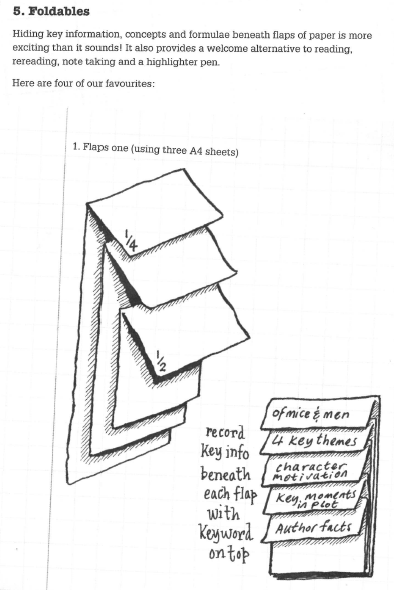 5. Foldables
Hiding key information, concepts and formulae beneath flaps of paper is more
exciting than it sounds! It also provides a welcome alternative to reading,
rereading, note taking and a highlighter pen.
Here are four of our favourites:
1. Flaps one (using three A4 sheets)
1/4
1/2
record
key info
beneath
each flap
with
keyword
on top
of mice & men
4 key themes
character
motivation
Key moments
in plot
Author facts